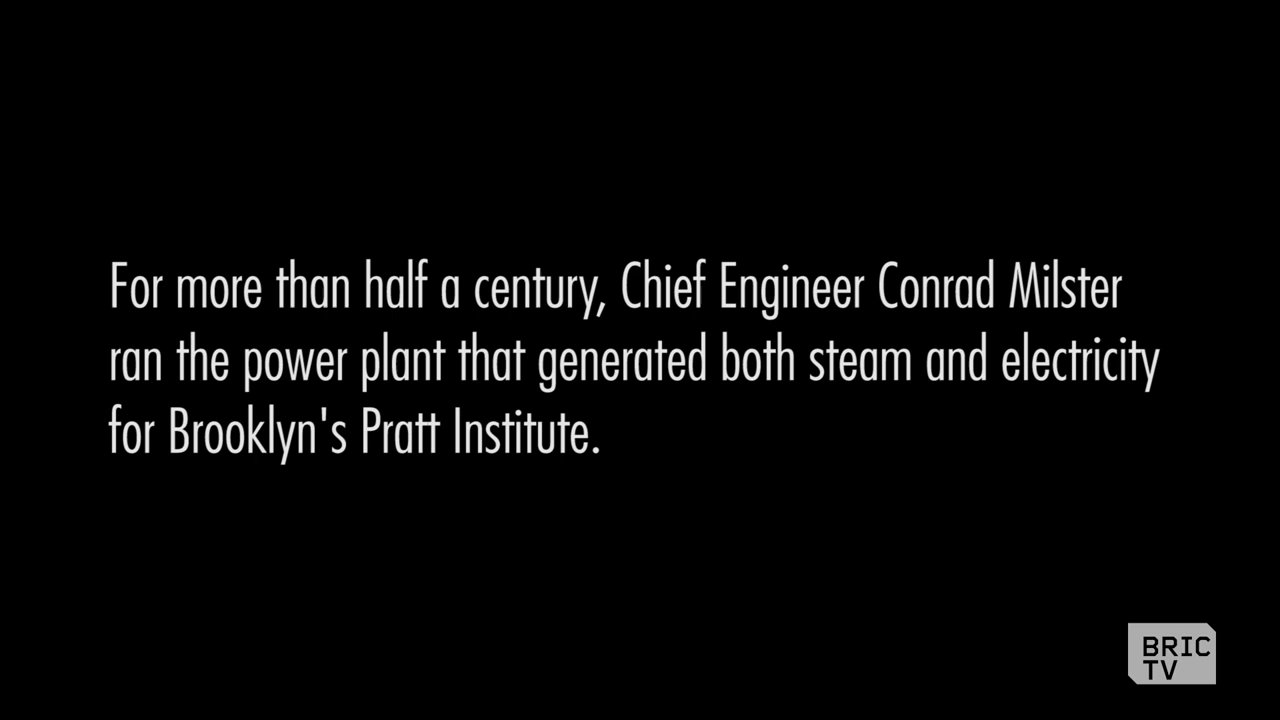 For more than half a century, Chief Engineer Conrad Milster
ran the power plant that generated both steam and electricity
for Brooklyn's Pratt Institute.
BRIC
TV